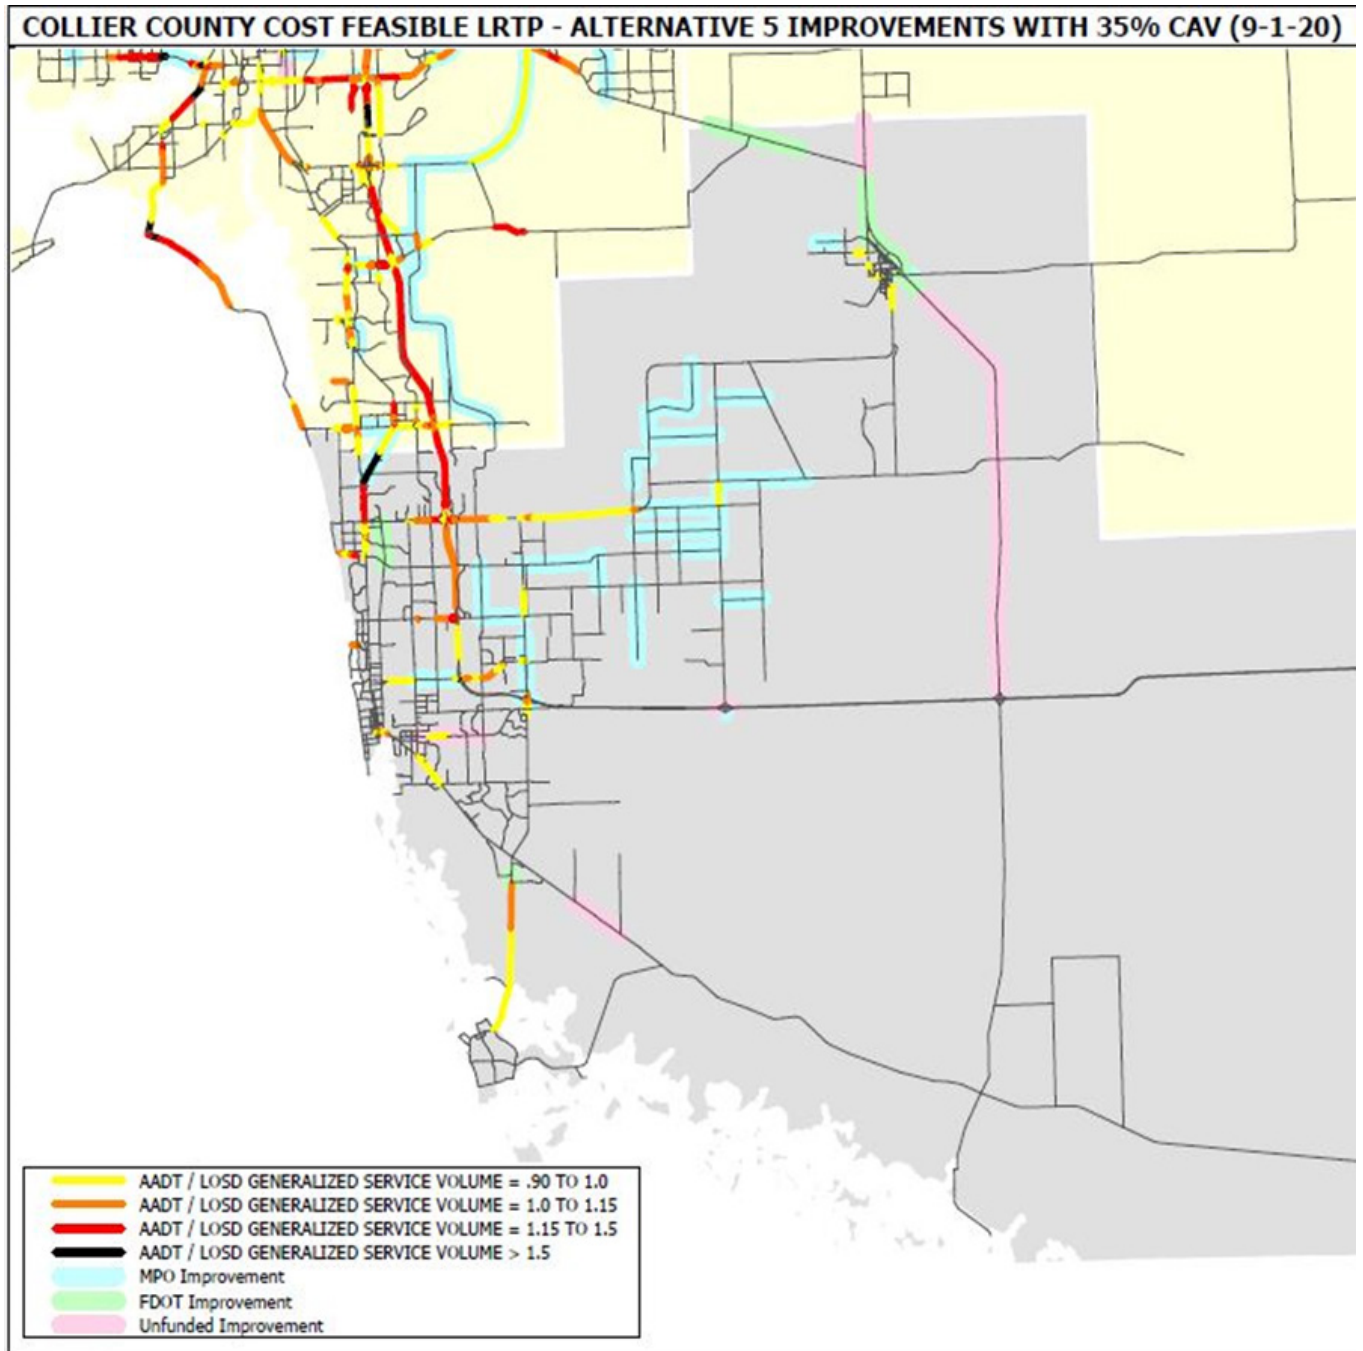 COLLIER COUNTY COST FEASIBLE LRTP - ALTERNATIVE 5 IMPROVEMENTS WITH 35% CAV (9-1-20)
AADT / LOSD GENERALIZED SERVICE VOLUME = .90 TO 1.0
AADT / LOSD GENERALIZED SERVICE VOLUME = 1.0 TO 1.15
AADT / LOSD GENERALIZED SERVICE VOLUME = 1.15 TO 1.5
AADT / LOSD GENERALIZED SERVICE VOLUME > 1.5
MPO Improvement
FDOT Improvement
Unfunded Improvement